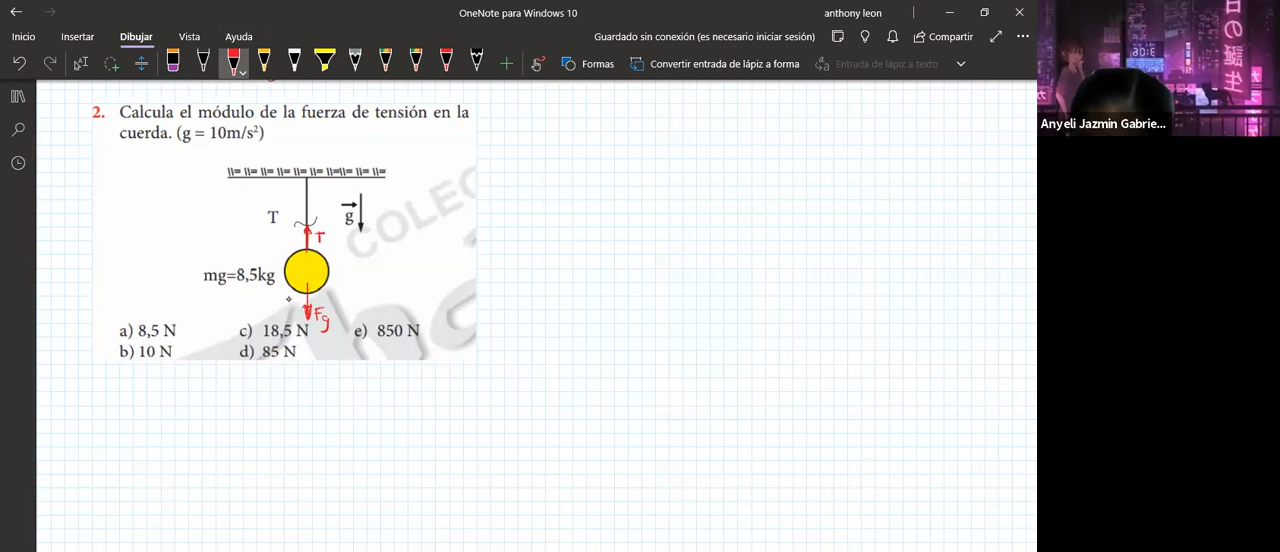 OneNote para Windows 10
anthony leon
Inicio
Insertar
Dibujar
Vista
Ayuda
Guardado sin conexión (es necesario iniciar sesión)
Compartir
Formas
Convertir entrada de lápiz a forma
Entrada de lápiz a texto
2. Calcula el módulo de la fuerza de tensión en la
cuerda. (g = 10m/s²)
T
g
T
mg=8,5kg
Fg
a) 8,5 N
c) 18,5 N
e) 850 N
b) 10 N
d) 85 N
COLEG
Anyeli Jazmin Gabrie...
の誕生